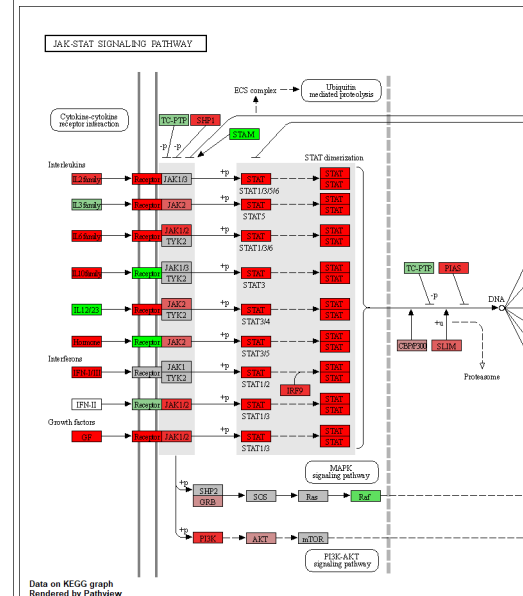 JAK-STAT SIGNALING PATHWAY
ECS complex
Ubiquitin
mediated proteolysis
Cytokine-cytokine
receptor interaction
TC-PTP
SHP1
STAM
-p
-p
Interleukins
STAT dimerization
IL2family
Receptor
JAK1/3
+p
STAT
STAT
STAT
STAT1/3/5/6
IL3family
Receptor
JAK2
STAT
STAT
STAT
STAT5
IL6family
Receptor
JAK1/2
TYK2
+p
STAT
STAT
STAT
STAT1/3/6
IL10family
Receptor
JAK1/3
TYK2
+p
STAT
STAT
STAT
STAT3
TC-PTP
PIAS
-p
DNA
IL12/23
Receptor
JAK2
TYK2
+p
STAT
STAT
STAT
STAT3/4
+u
Hormone
Receptor
JAK2
+p
STAT
STAT
STAT
STAT3/5
CBP/P300
SLIM
Interferons
IFN-I/III
Receptor
JAK1
TYK2
+p
STAT
STAT
STAT
STAT1/2
Proteasome
IRF9
IFN-II
Receptor
JAK1/2
+p
STAT
STAT
STAT
STAT1/3
Growth factors
GF
Receptor
JAK1/2
+p
STAT
STAT
STAT
STAT1/3
MAPK
signaling pathway
+p
SHP2
GRB
SOS
Ras
Raf
+p
PI3K
AKT
mTOR
PI3K-AKT
signaling pathway
Data on KEGG graph
Rendered by Pathview